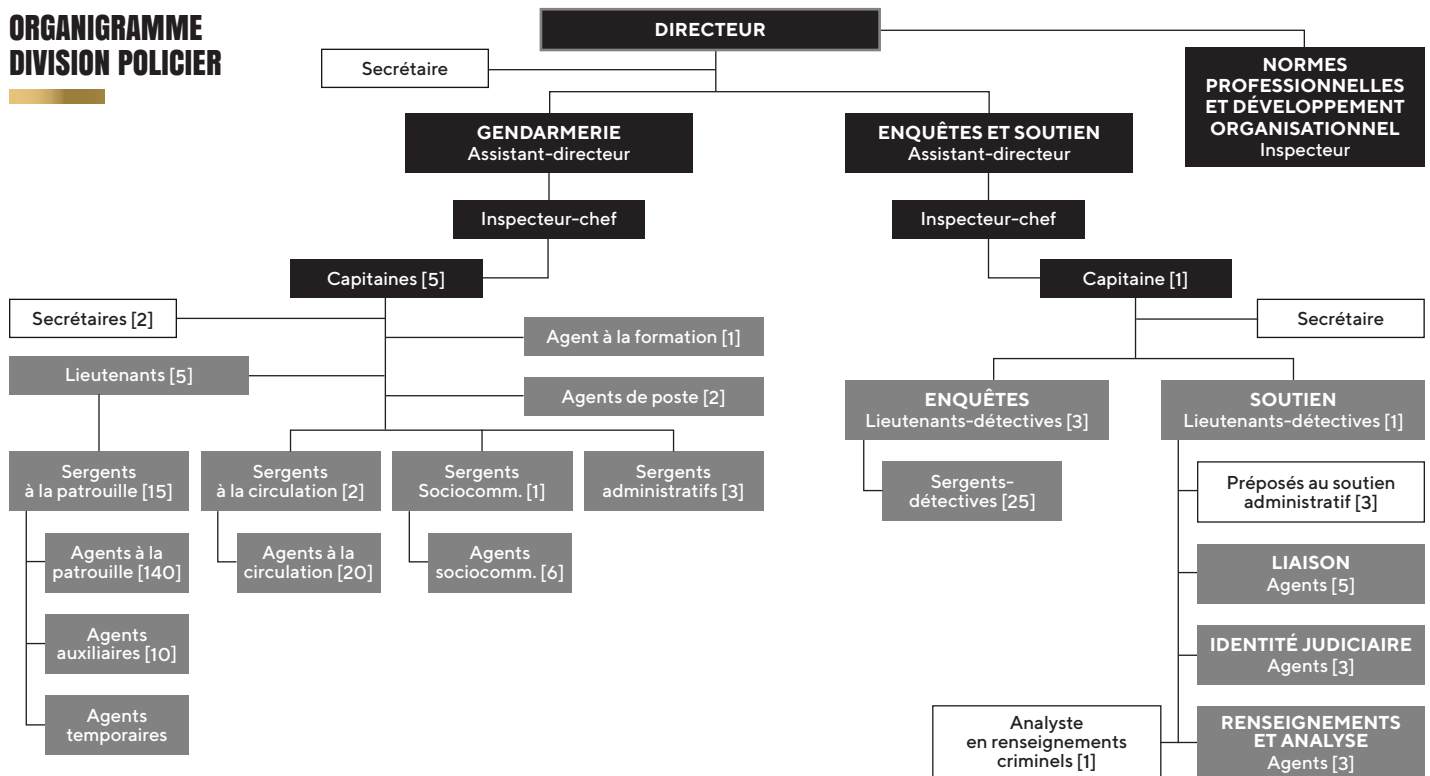 ORGANIGRAMME
DIVISION POLICIER
DIRECTEUR
Secrétaire
NORMES
PROFESSIONNELLES
ET DÉVELOPPEMENT
ORGANISATIONNEL
Inspecteur
GENDARMERIE
Assistant-directeur
ENQUÊTES ET SOUTIEN
Assistant-directeur
Inspecteur-chef
Inspecteur-chef
Capitaines [5]
Capitaine [1]
Secrétaires [2]
Secrétaire
Agent à la formation [1]
Lieutenants [5]
Agents de poste [2]
ENQUÊTES
Lieutenants-détectives [3]
SOUTIEN
Lieutenants-détectives [1]
Sergents
à la patrouille [15]
Sergents
à la circulation [2]
Sergents
Sociocomm. [1]
Sergents
administratifs [3]
Sergents-
détectives [25]
Préposés au soutien
administratif [3]
Agents à la
patrouille [140]
Agents à la
circulation [20]
Agents
sociocomm. [6]
LIAISON
Agents [5]
Agents
auxiliaires [10]
IDENTITÉ JUDICIAIRE
Agents [3]
Agents
temporaires
Analyste
en renseignements
criminels [1]
RENSEIGNEMENTS
ET ANALYSE
Agents [3]